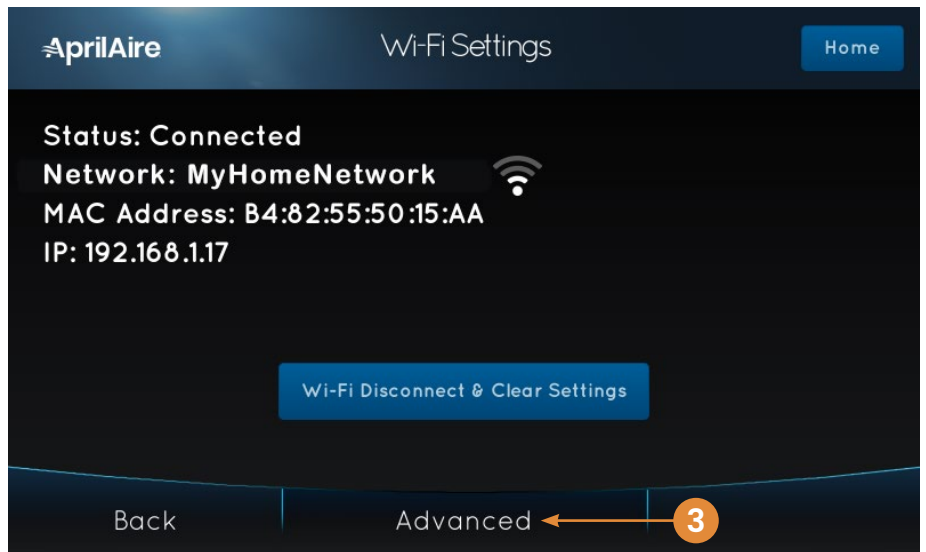 AprilAire
Wi-Fi Settings
Home
Status: Connected
Network: MyHomeNetwork
MAC Address: B4:82:55:50:15:AA
IP: 192.168.1.17
Wi-Fi Disconnect & Clear Settings
Back
Advanced
3